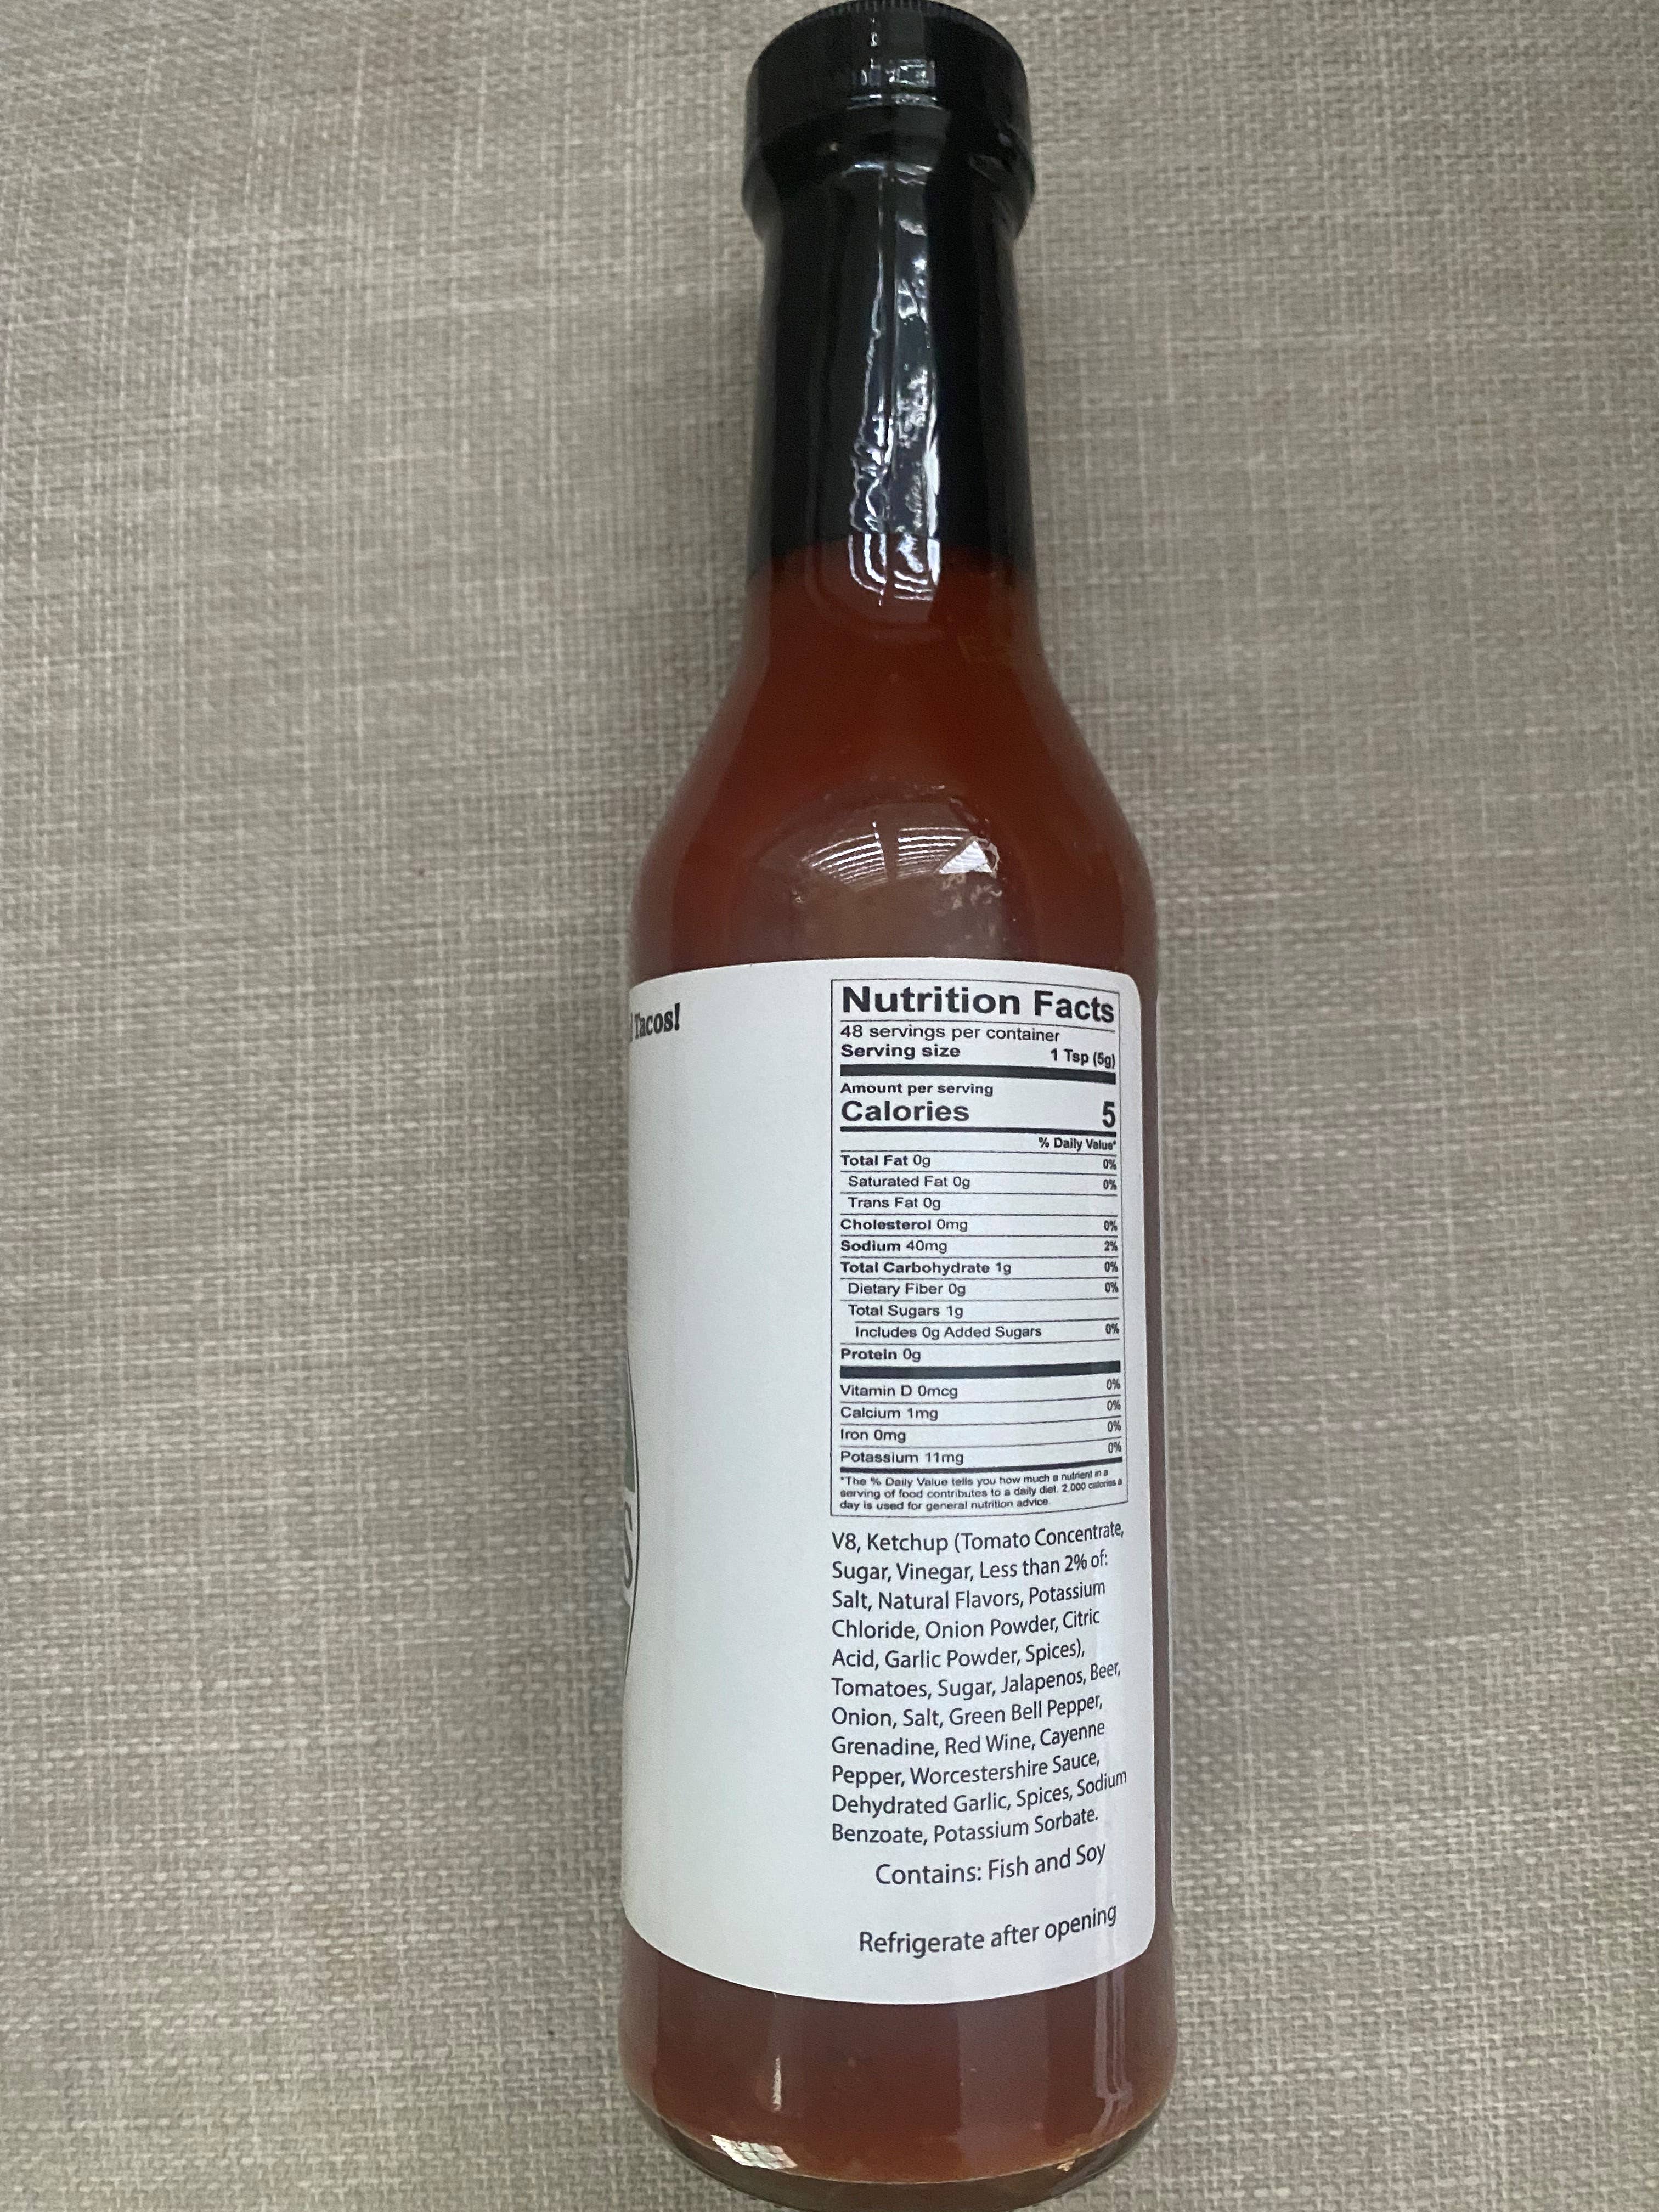 Tacos!
Nutrition Facts
48 servings per container
Serving size 1 Tsp (5g)
Amount per serving
Calories 5
% Daily Value*
Total Fat 0g 0%
Saturated Fat 0g 0%
Trans Fat 0g
Cholesterol 0mg 0%
Sodium 40mg 2%
Total Carbohydrate 1g 0%
Dietary Fiber 0g 0%
Total Sugars 1g
Includes 0g Added Sugars 0%
Protein 0g
Vitamin D 0mcg 0%
Calcium 1mg 0%
Iron 0mg 0%
Potassium 11mg 0%
*The % Daily Value tells you how much a nutrient in a
serving of food contributes to a daily diet. 2,000 calories a
day is used for general nutrition advice.
V8, Ketchup (Tomato Concentrate,
Sugar, Vinegar, Less than 2% of:
Salt, Natural Flavors, Potassium
Chloride, Onion Powder, Citric
Acid, Garlic Powder, Spices),
Tomatoes, Sugar, Jalapenos, Beer,
Onion, Salt, Green Bell Pepper,
Grenadine, Red Wine, Cayenne
Pepper, Worcestershire Sauce,
Dehydrated Garlic, Spices, Sodium
Benzoate, Potassium Sorbate.
Contains: Fish and Soy
Refrigerate after opening